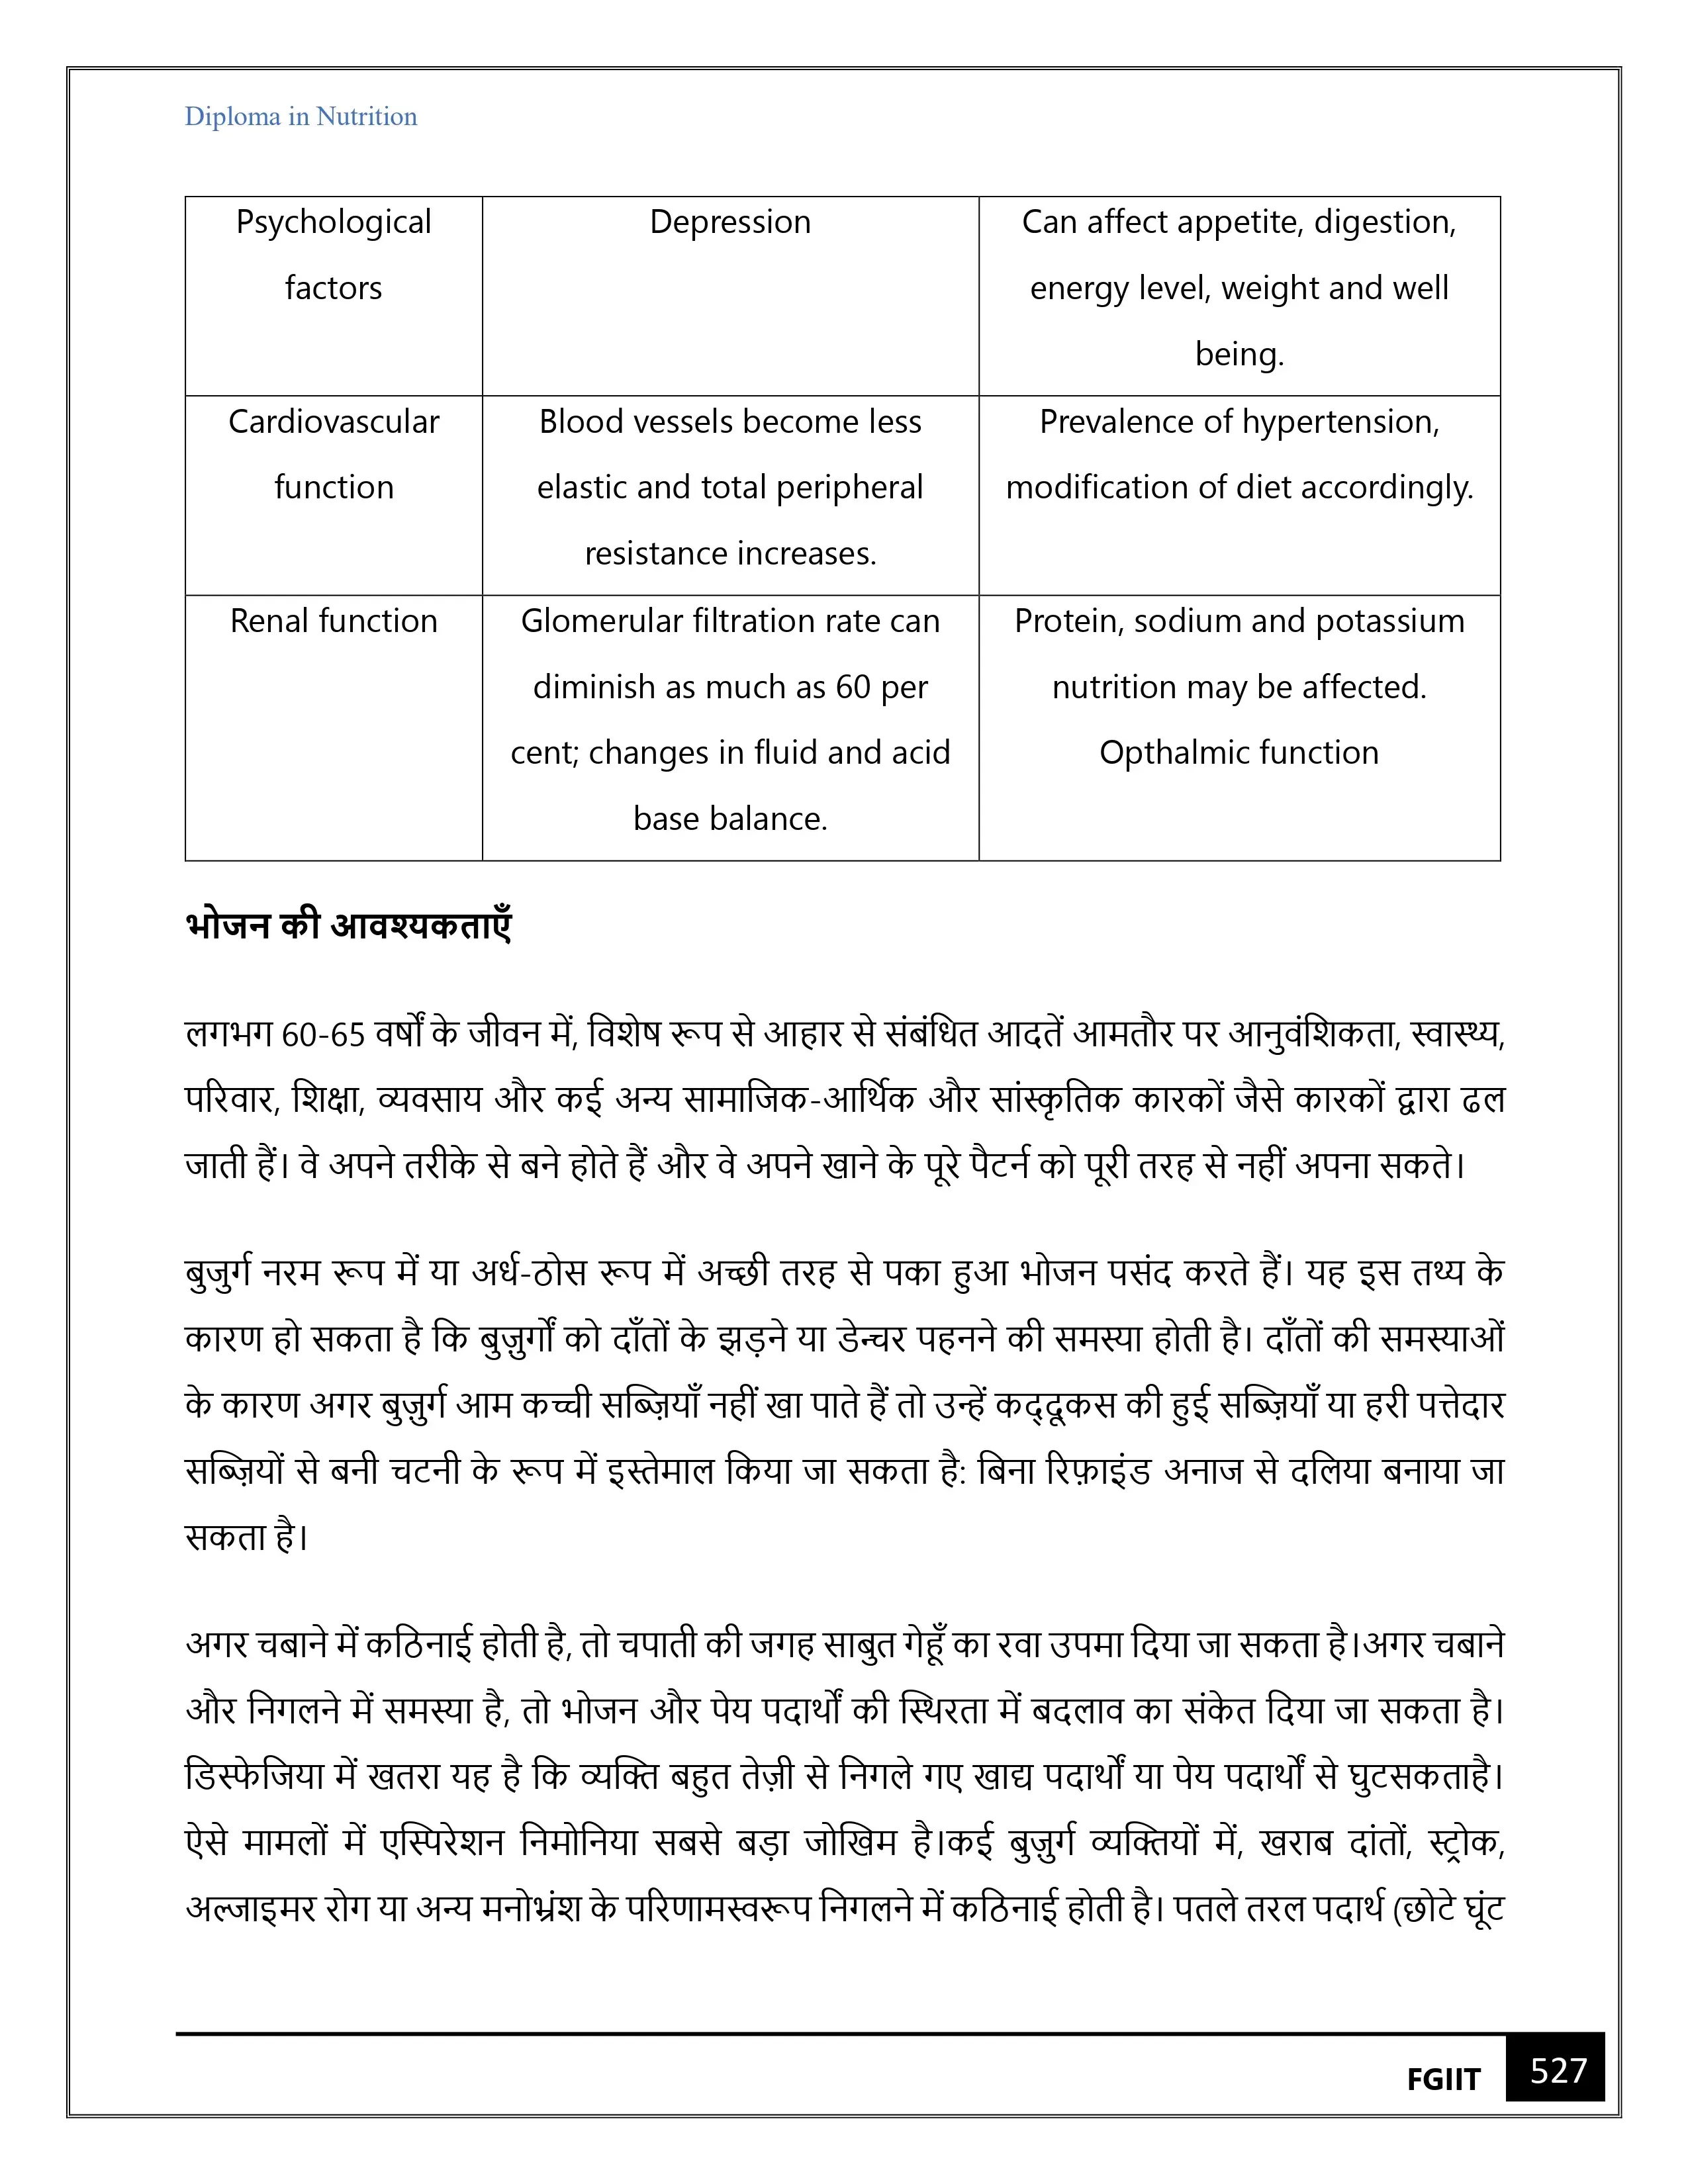 Diploma in Nutrition
Psychological
factors
Depression
Can affect appetite, digestion,
energy level, weight and well
being.
Cardiovascular
function
Blood vessels become less
elastic and total peripheral
resistance increases.
Prevalence of hypertension,
modification of diet accordingly.
Renal function
Glomerular filtration rate can
diminish as much as 60 per
cent; changes in fluid and acid
base balance.
Protein, sodium and potassium
nutrition may be affected.
Opthalmic function
भोजन की आवश्यकताएँ
लगभग 60-65 वर्षों के जीवन में, विशेष रूप से आहार से संबंधित आदतें आमतौर पर आनुवंशिकता, स्वास्थ्य,
परिवार, शिक्षा, व्यवसाय और कई अन्य सामाजिक-आर्थिक और सांस्कृतिक कारकों जैसे कारकों द्वारा ढल
जाती हैं। वे अपने तरीके से बने होते हैं और वे अपने खाने के पूरे पैटर्न को पूरी तरह से नहीं अपना सकते।
बुजुर्ग नरम रूप में या अर्ध-ठोस रूप में अच्छी तरह से पका हुआ भोजन पसंद करते हैं। यह इस तथ्य के
कारण हो सकता है कि बुज़ुर्गों को दाँतों के झड़ने या डेन्चर पहनने की समस्या होती है। दाँतों की समस्याओं
के कारण अगर बुज़ुर्ग आम कच्ची सब्ज़ियाँ नहीं खा पाते हैं तो उन्हें कद्दूकस की हुई सब्ज़ियाँ या हरी पत्तेदार
सब्ज़ियों से बनी चटनी के रूप में इस्तेमाल किया जा सकता है: बिना रिफ़ाइंड अनाज से दलिया बनाया जा
सकता है।
अगर चबाने में कठिनाई होती है, तो चपाती की जगह साबुत गेहूँ का रवा उपमा दिया जा सकता है।अगर चबाने
और निगलने में समस्या है, तो भोजन और पेय पदार्थों की स्थिरता में बदलाव का संकेत दिया जा सकता है।
डिस्फेजिया में खतरा यह है कि व्यक्ति बहुत तेज़ी से निगले गए खाद्य पदार्थों या पेय पदार्थों से घुटसकताहै।
ऐसे मामलों में एस्पिरेशन निमोनिया सबसे बड़ा जोखिम है।कई बुज़ुर्ग व्यक्तियों में, खराब दांतों, स्ट्रोक,
अल्जाइमर रोग या अन्य मनोभ्रंश के परिणामस्वरूप निगलने में कठिनाई होती है। पतले तरल पदार्थ (छोटे घूंट
FGIIT
527